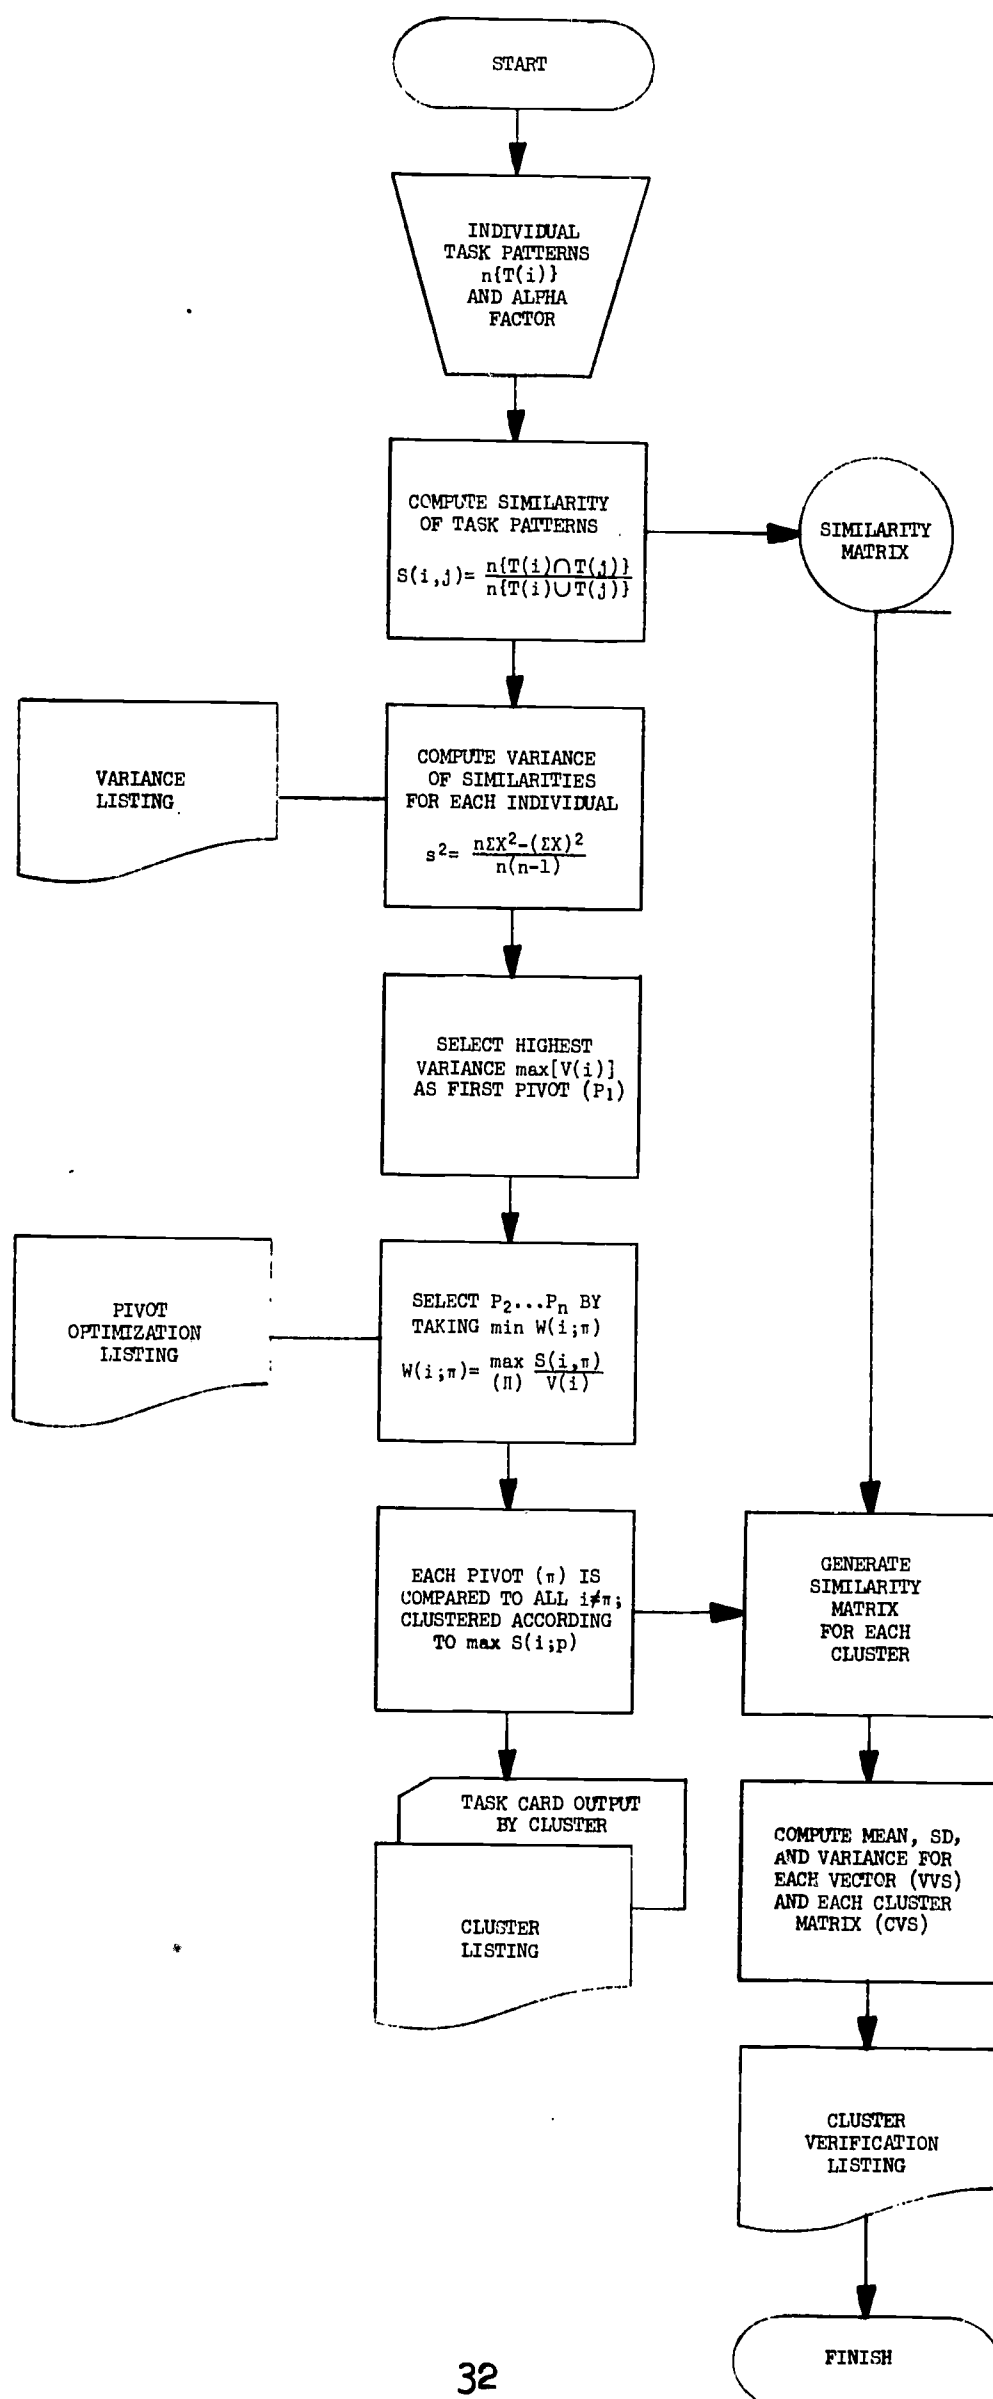 START
INDIVIDUAL
TASK PATTERNS
n{T(i)}
AND ALPHA
FACTOR
COMPUTE SIMILARITY
OF TASK PATTERNS
S(i,j)= n{T(i)∩T(j)}
n{T(i)∪T(j)}
SIMILARITY
MATRIX
VARIANCE
LISTING
COMPUTE VARIANCE
OF SIMILARITIES
FOR EACH INDIVIDUAL
s²= nΣX²-(ΣX)²
n(n-1)
SELECT HIGHEST
VARIANCE max[V(i)]
AS FIRST PIVOT (P₁)
PIVOT
OPTIMIZATION
LISTING
SELECT P₂...Pₙ BY
TAKING min W(i;π)
W(i;π)= max S(i,π)
(Π) V(i)
EACH PIVOT (π) IS
COMPARED TO ALL i≠π;
CLUSTERED ACCORDING
TO max S(i;p)
GENERATE
SIMILARITY
MATRIX
FOR EACH
CLUSTER
TASK CARD OUTPUT
BY CLUSTER
CLUSTER
LISTING
COMPUTE MEAN, SD,
AND VARIANCE FOR
EACH VECTOR (VVS)
AND EACH CLUSTER
MATRIX (CVS)
CLUSTER
VERIFICATION
LISTING
FINISH
32